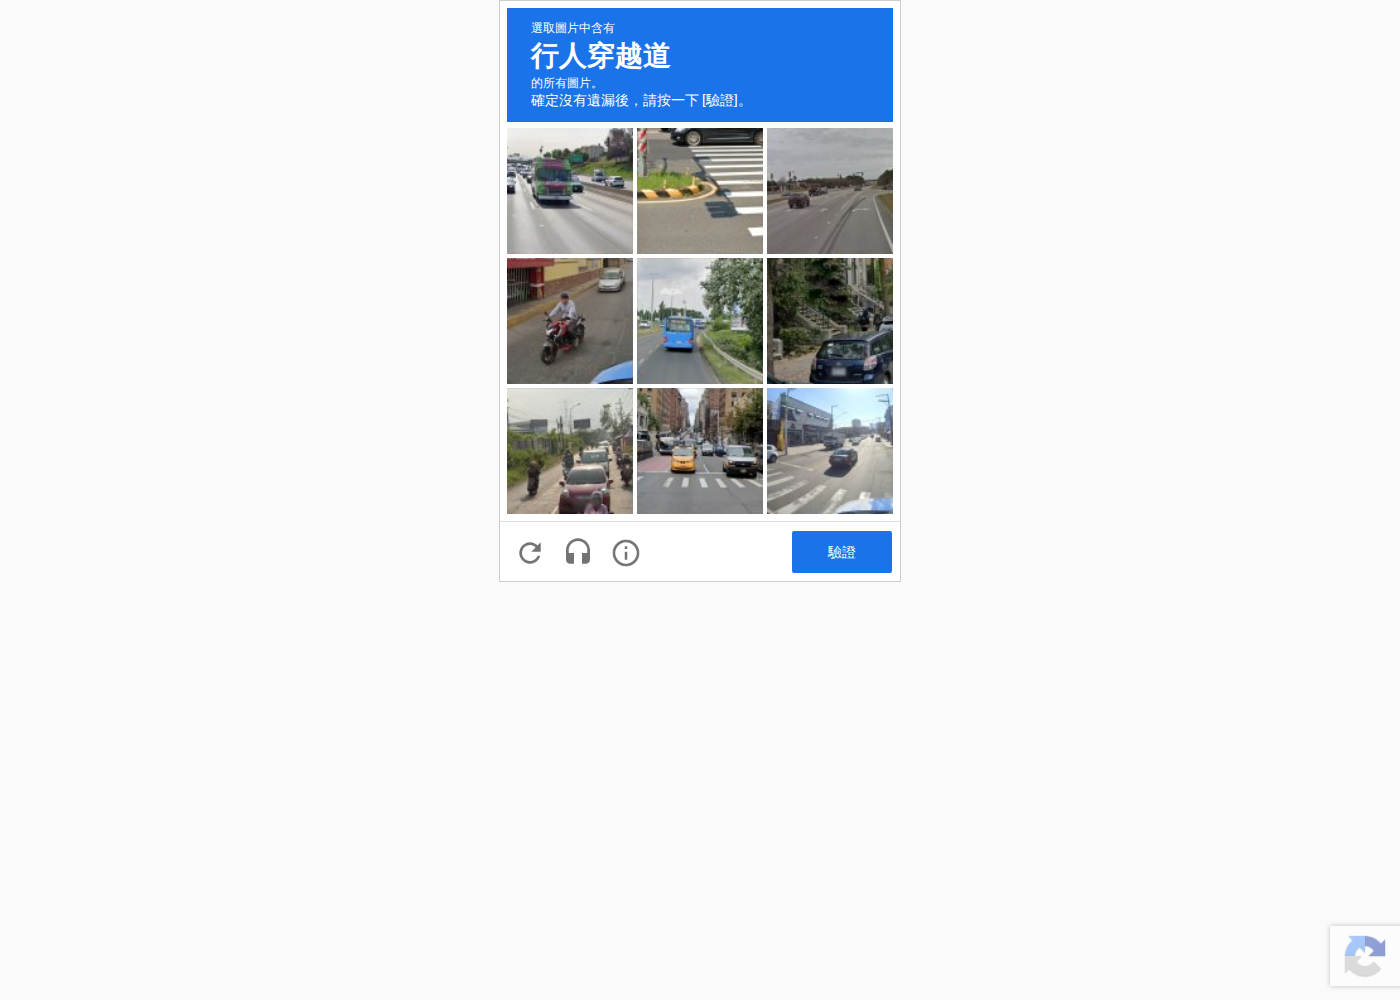 選取圖片中含有
行人穿越道
的所有圖片。
確定沒有遺漏後，請按一下 [驗證]。
驗證